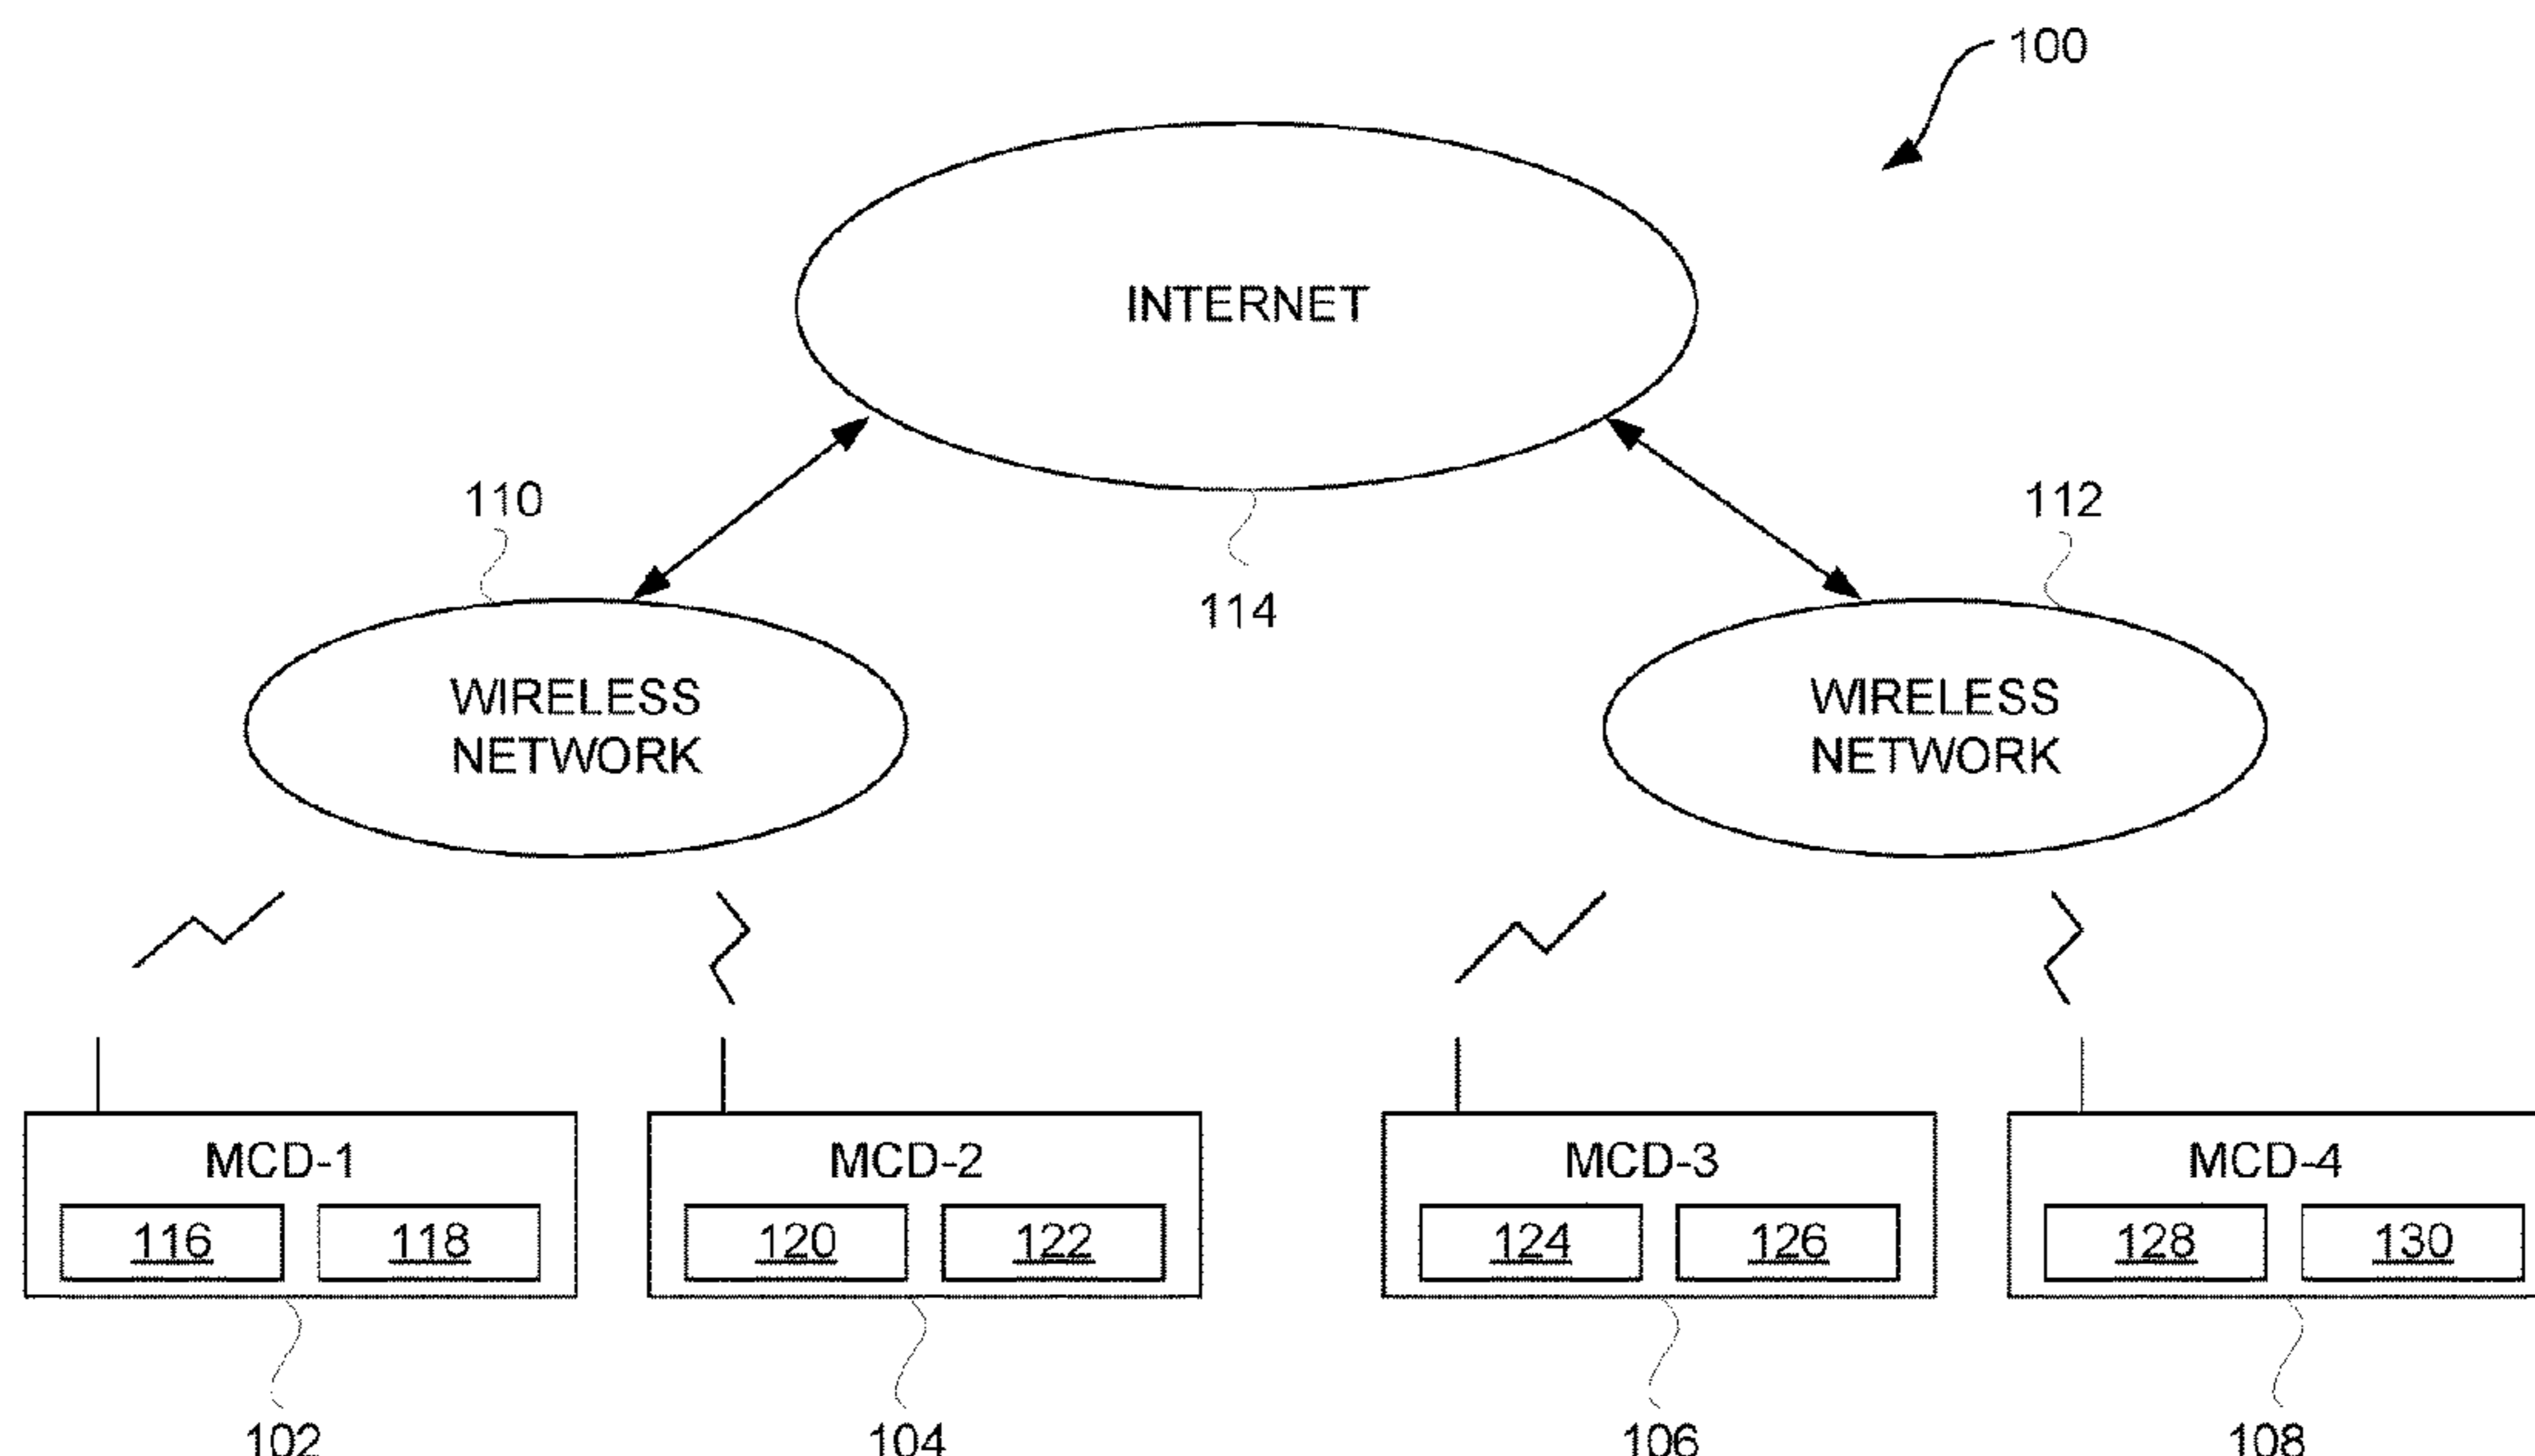 100
INTERNET
110
112
114
WIRELESS
NETWORK
WIRELESS
NETWORK
MCD-1
MCD-2
MCD-3
MCD-4
116
118
120
122
124
126
128
130
102
104
106
108